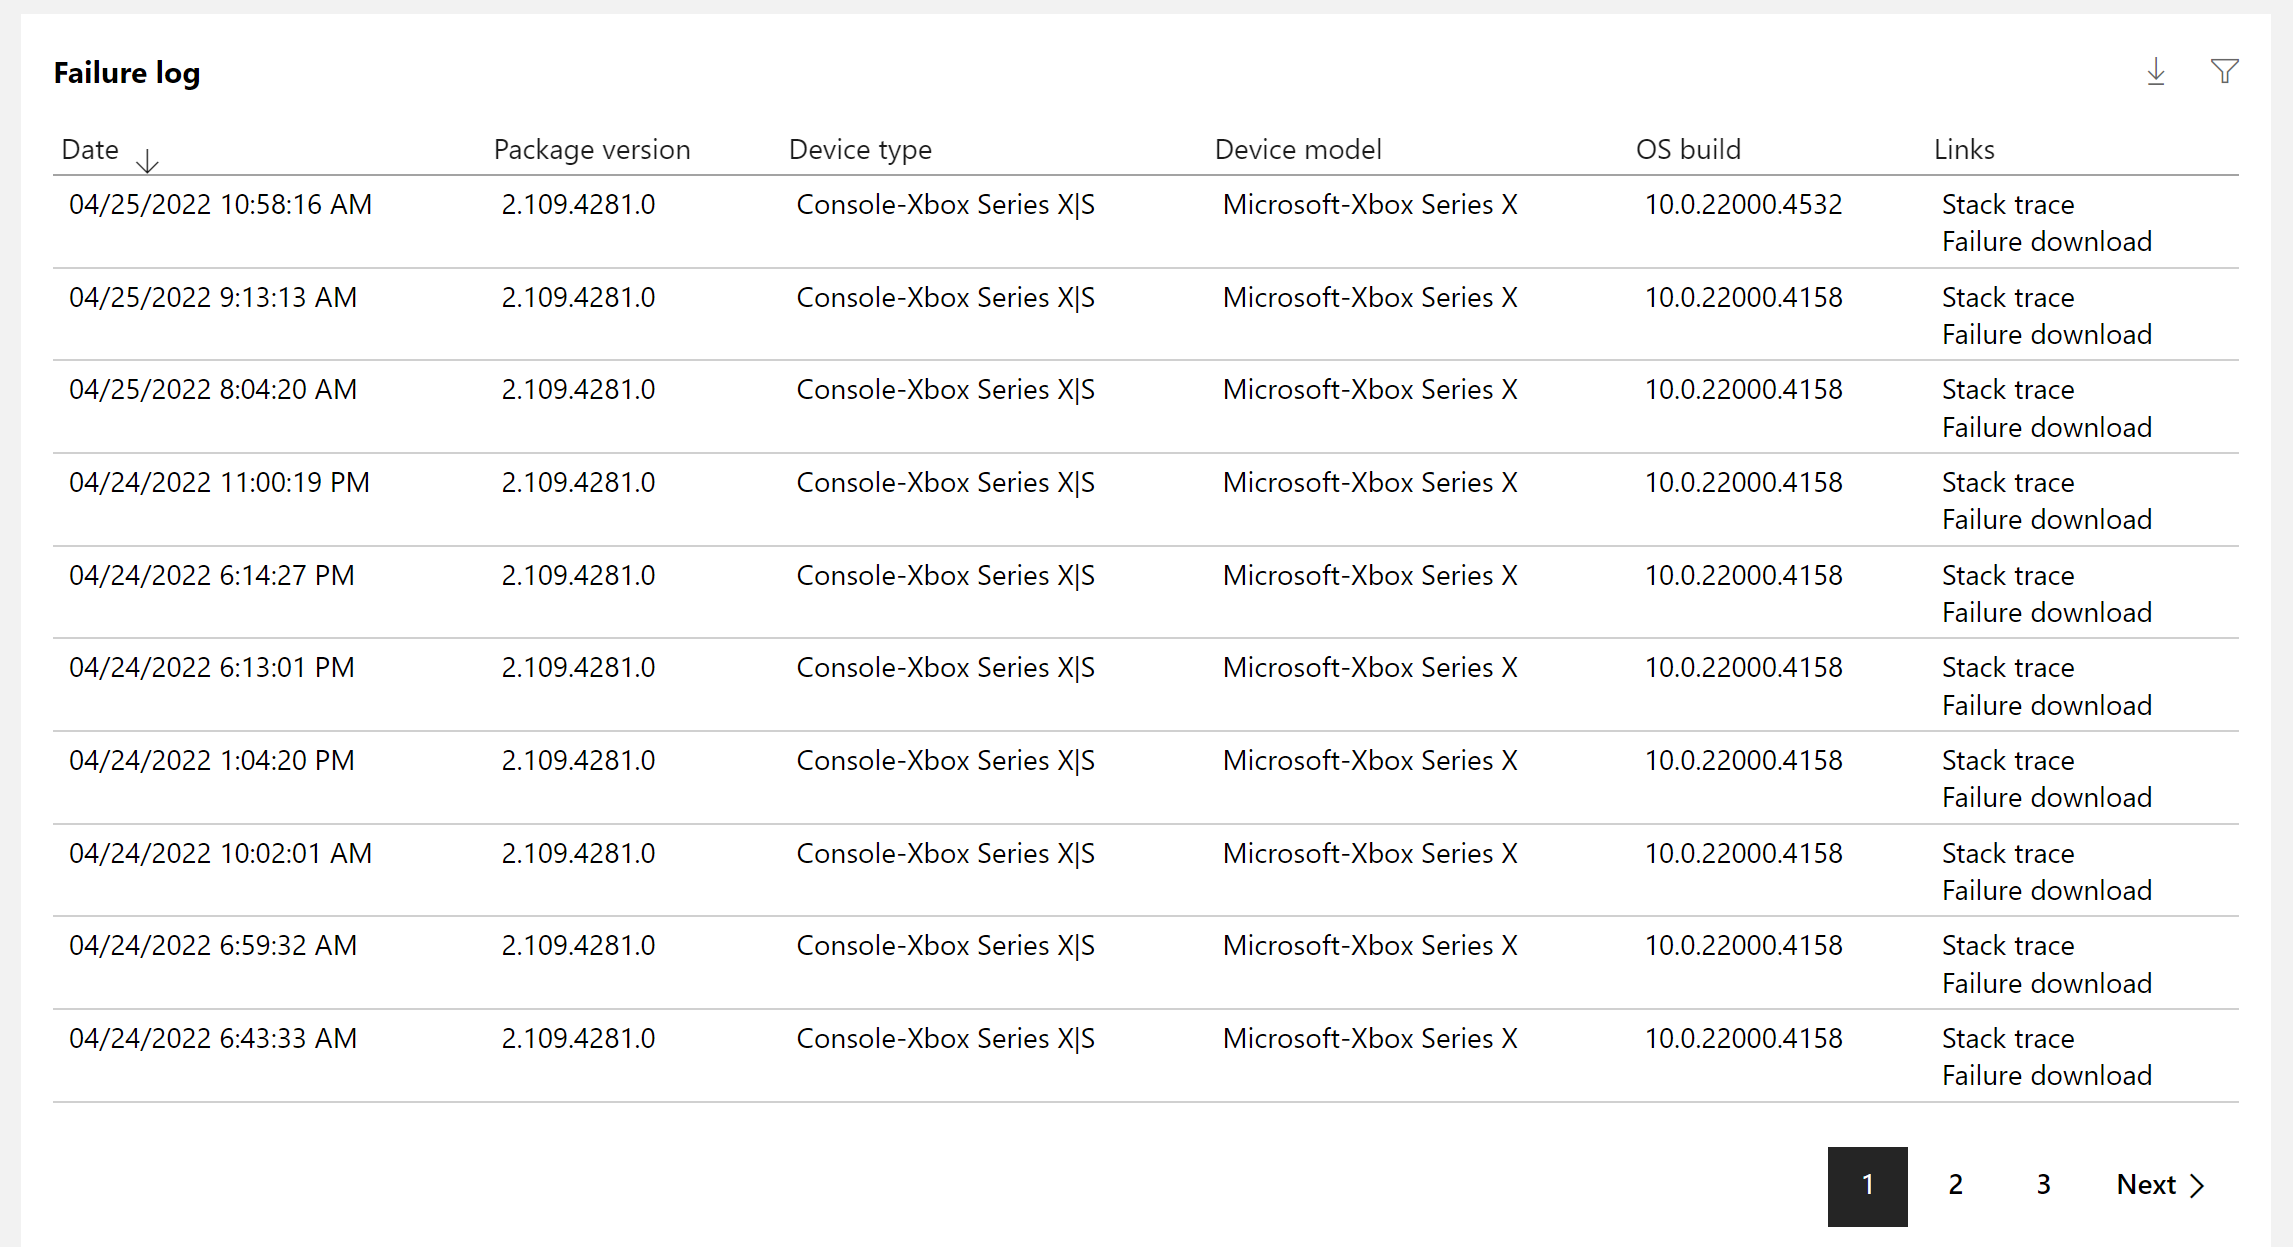 Failure log
Date Package version Device type Device model OS build Links
04/25/2022 10:58:16 AM 2.109.4281.0 Console-Xbox Series X|S Microsoft-Xbox Series X 10.0.22000.4532 Stack trace
Failure download
04/25/2022 9:13:13 AM 2.109.4281.0 Console-Xbox Series X|S Microsoft-Xbox Series X 10.0.22000.4158 Stack trace
Failure download
04/25/2022 8:04:20 AM 2.109.4281.0 Console-Xbox Series X|S Microsoft-Xbox Series X 10.0.22000.4158 Stack trace
Failure download
04/24/2022 11:00:19 PM 2.109.4281.0 Console-Xbox Series X|S Microsoft-Xbox Series X 10.0.22000.4158 Stack trace
Failure download
04/24/2022 6:14:27 PM 2.109.4281.0 Console-Xbox Series X|S Microsoft-Xbox Series X 10.0.22000.4158 Stack trace
Failure download
04/24/2022 6:13:01 PM 2.109.4281.0 Console-Xbox Series X|S Microsoft-Xbox Series X 10.0.22000.4158 Stack trace
Failure download
04/24/2022 1:04:20 PM 2.109.4281.0 Console-Xbox Series X|S Microsoft-Xbox Series X 10.0.22000.4158 Stack trace
Failure download
04/24/2022 10:02:01 AM 2.109.4281.0 Console-Xbox Series X|S Microsoft-Xbox Series X 10.0.22000.4158 Stack trace
Failure download
04/24/2022 6:59:32 AM 2.109.4281.0 Console-Xbox Series X|S Microsoft-Xbox Series X 10.0.22000.4158 Stack trace
Failure download
04/24/2022 6:43:33 AM 2.109.4281.0 Console-Xbox Series X|S Microsoft-Xbox Series X 10.0.22000.4158 Stack trace
Failure download
1 2 3 Next